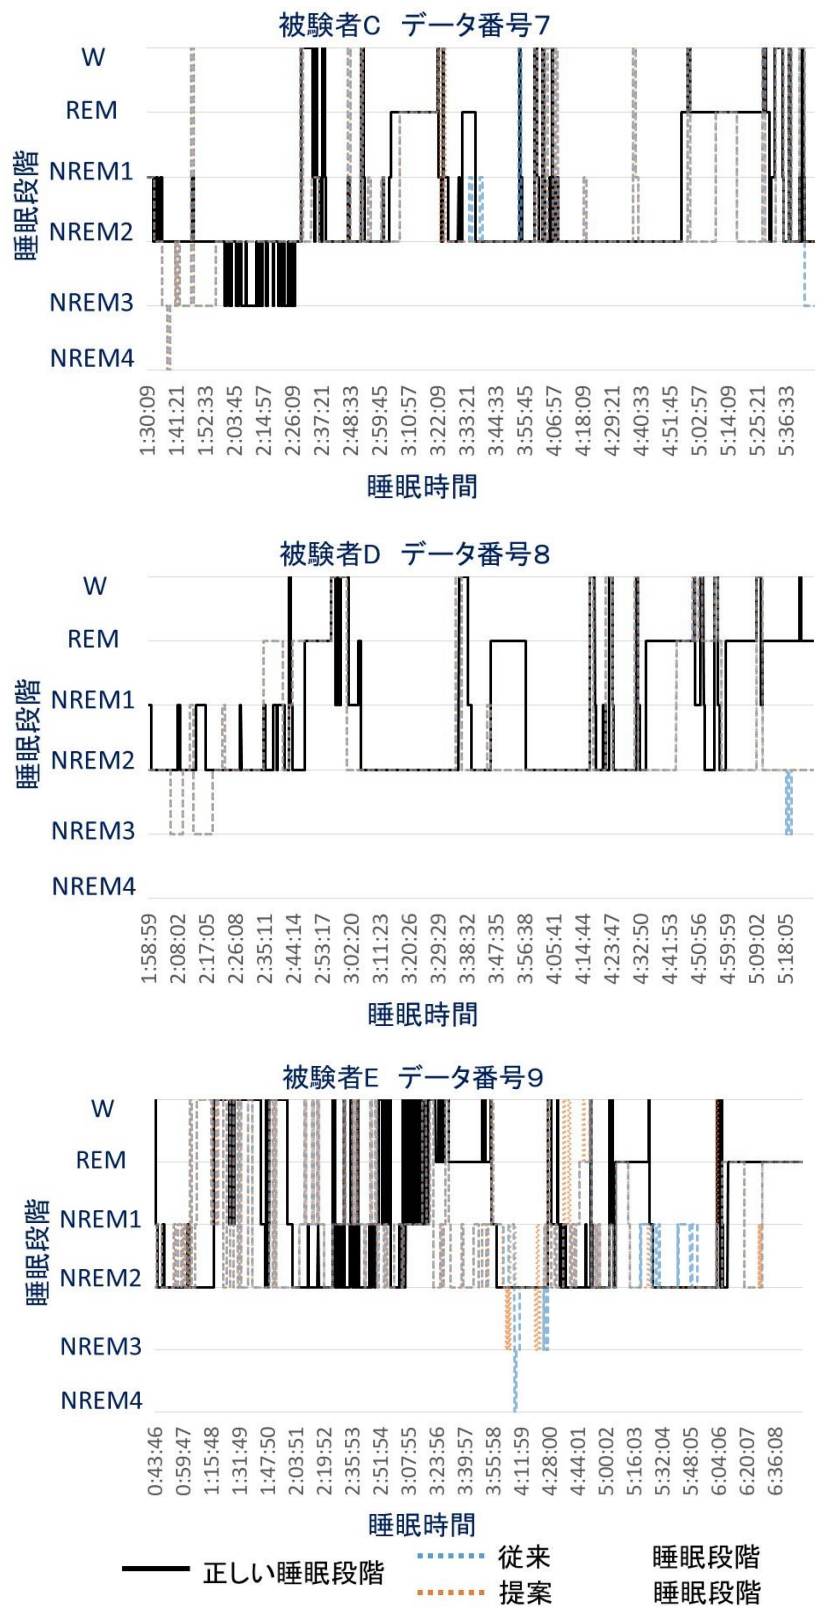 被験者C　データ番号7
W
REM
NREM1
NREM2
NREM3
NREM4
睡眠段階
1:30:09 1:41:21 1:52:33 2:03:45 2:14:57 2:26:09 2:37:21 2:48:33 2:59:45 3:10:57 3:22:09 3:33:21 3:44:33 3:55:45 4:06:57 4:18:09 4:29:21 4:40:33 4:51:45 5:02:57 5:14:09 5:25:21 5:36:33
睡眠時間
被験者D　データ番号8
W
REM
NREM1
NREM2
NREM3
NREM4
睡眠段階
1:58:59 2:08:02 2:17:05 2:26:08 2:35:11 2:44:14 2:53:17 3:02:20 3:11:23 3:20:26 3:29:29 3:38:32 3:47:35 3:56:38 4:05:41 4:14:44 4:23:47 4:32:50 4:41:53 4:50:56 4:59:59 5:09:02 5:18:05
睡眠時間
被験者E　データ番号9
W
REM
NREM1
NREM2
NREM3
NREM4
睡眠段階
0:43:46 0:59:47 1:15:48 1:31:49 1:47:50 2:03:51 2:19:52 2:35:53 2:51:54 3:07:55 3:23:56 3:39:57 3:55:58 4:11:59 4:28:00 4:44:01 5:00:02 5:16:03 5:32:04 5:48:05 6:04:06 6:20:07 6:36:08
睡眠時間
正しい睡眠段階
従来　睡眠段階
提案　睡眠段階